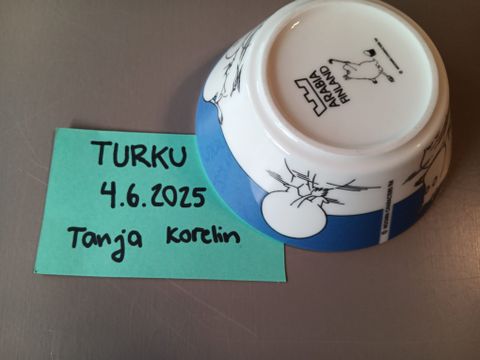 TURKU
4.6.2025
Tanja Korelin
ARABIA
FINLAND